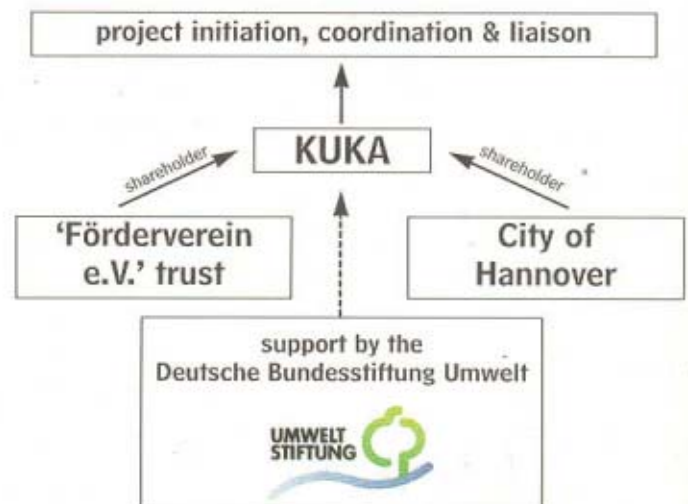 project initiation, coordination & liaison
KUKA
shareholder
shareholder
'Förderverein
e.V.' trust
City of
Hannover
support by the
Deutsche Bundesstiftung Umwelt
UMWELT
STIFTUNG